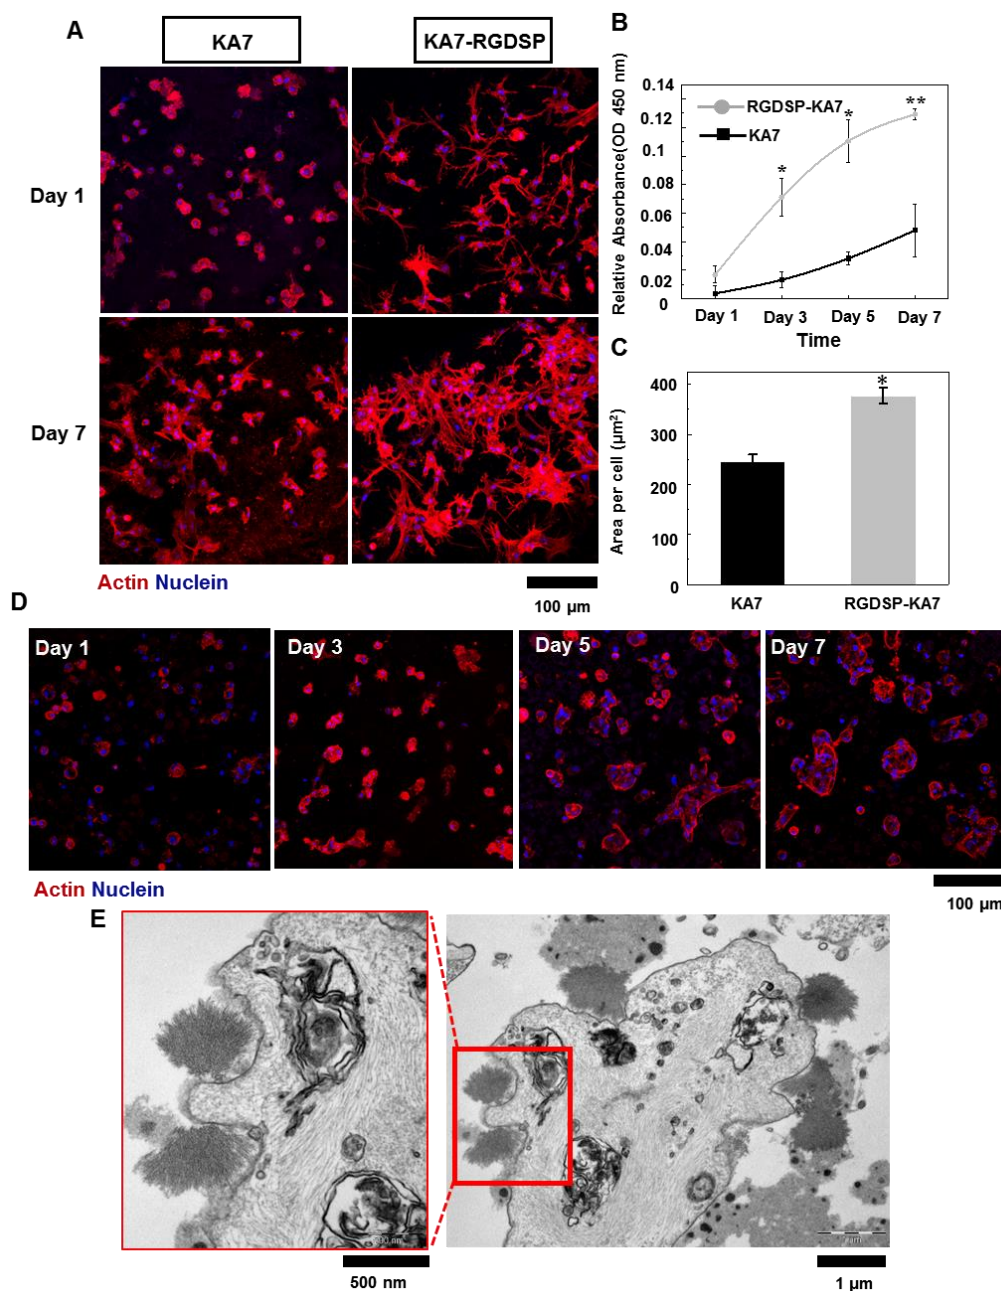 A
KA7
KA7-RGDSP
Day 1
Day 7
Actin Nuclein
100 µm
B
Relative Absorbance(OD 450 nm)
0.14
0.12
0.1
0.08
0.06
0.04
0.02
0
RGDSP-KA7
KA7
*
*
**
Day 1
Day 3
Day 5
Day 7
Time
C
Area per cell (µm²)
400
300
200
100
0
*
KA7
RGDSP-KA7
D
Day 1
Day 3
Day 5
Day 7
Actin Nuclein
100 µm
E
500 nm
1 µm